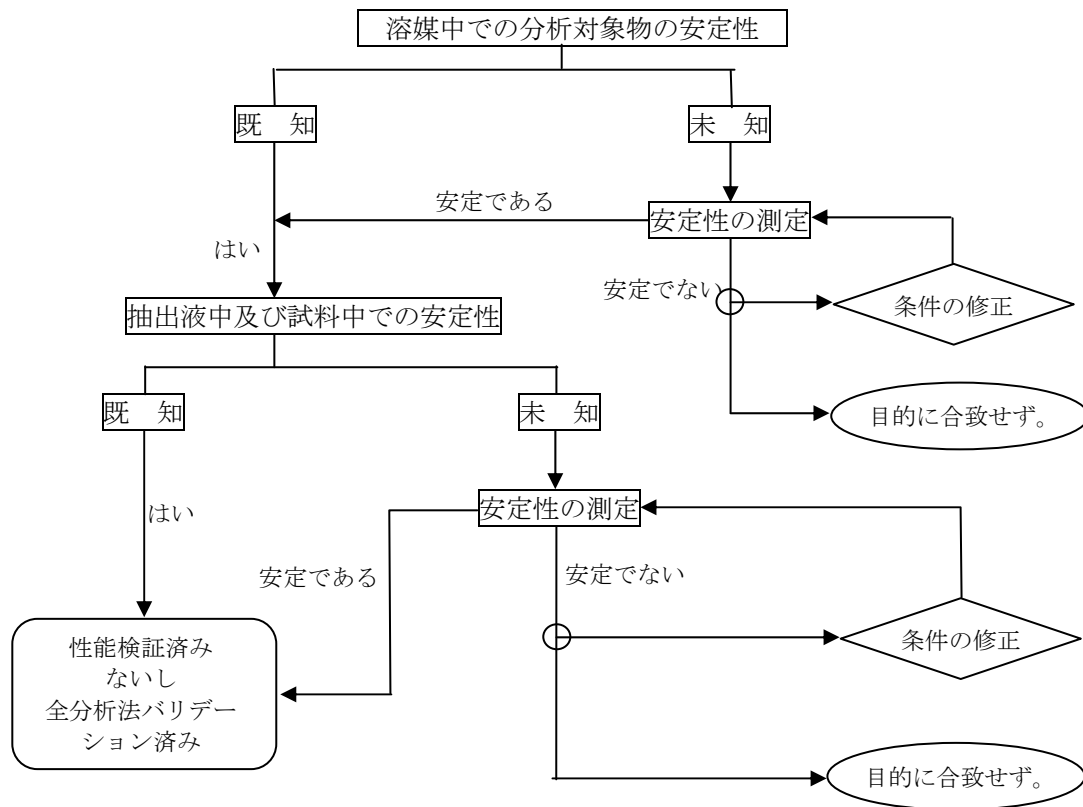 溶媒中での分析対象物の安定性
既 知
未 知
安定である
安定性の測定
はい
安定でない
条件の修正
抽出液中及び試料中での安定性
既 知
未 知
目的に合致せず。
安定性の測定
はい
安定である
安定でない
条件の修正
性能検証済み
ないし
全分析法バリデー
ション済み
目的に合致せず。